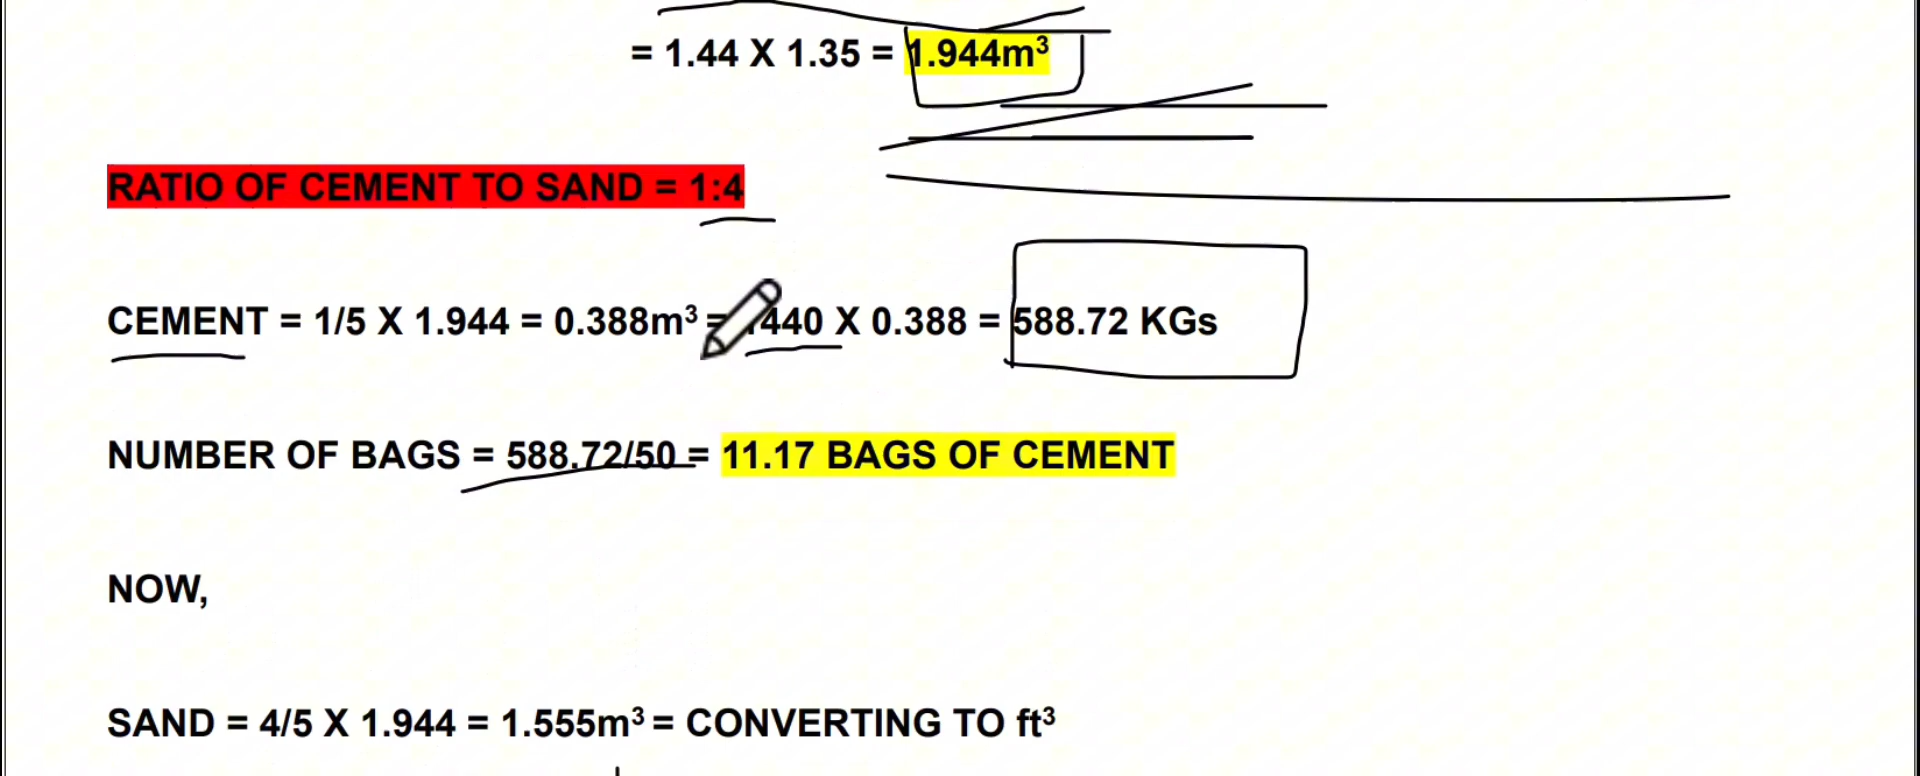 = 1.44 X 1.35 = 1.944m³
RATIO OF CEMENT TO SAND = 1:4
CEMENT = 1/5 X 1.944 = 0.388m³ = 1440 X 0.388 = 588.72 KGs
NUMBER OF BAGS = 588.72/50 = 11.17 BAGS OF CEMENT
NOW,
SAND = 4/5 X 1.944 = 1.555m³ = CONVERTING TO ft³